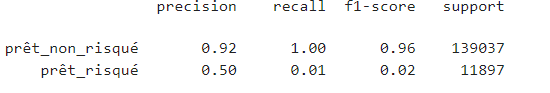 precision recall f1-score support
prêt_non_risqué 0.92 1.00 0.96 139037
prêt_risqué 0.50 0.01 0.02 11897